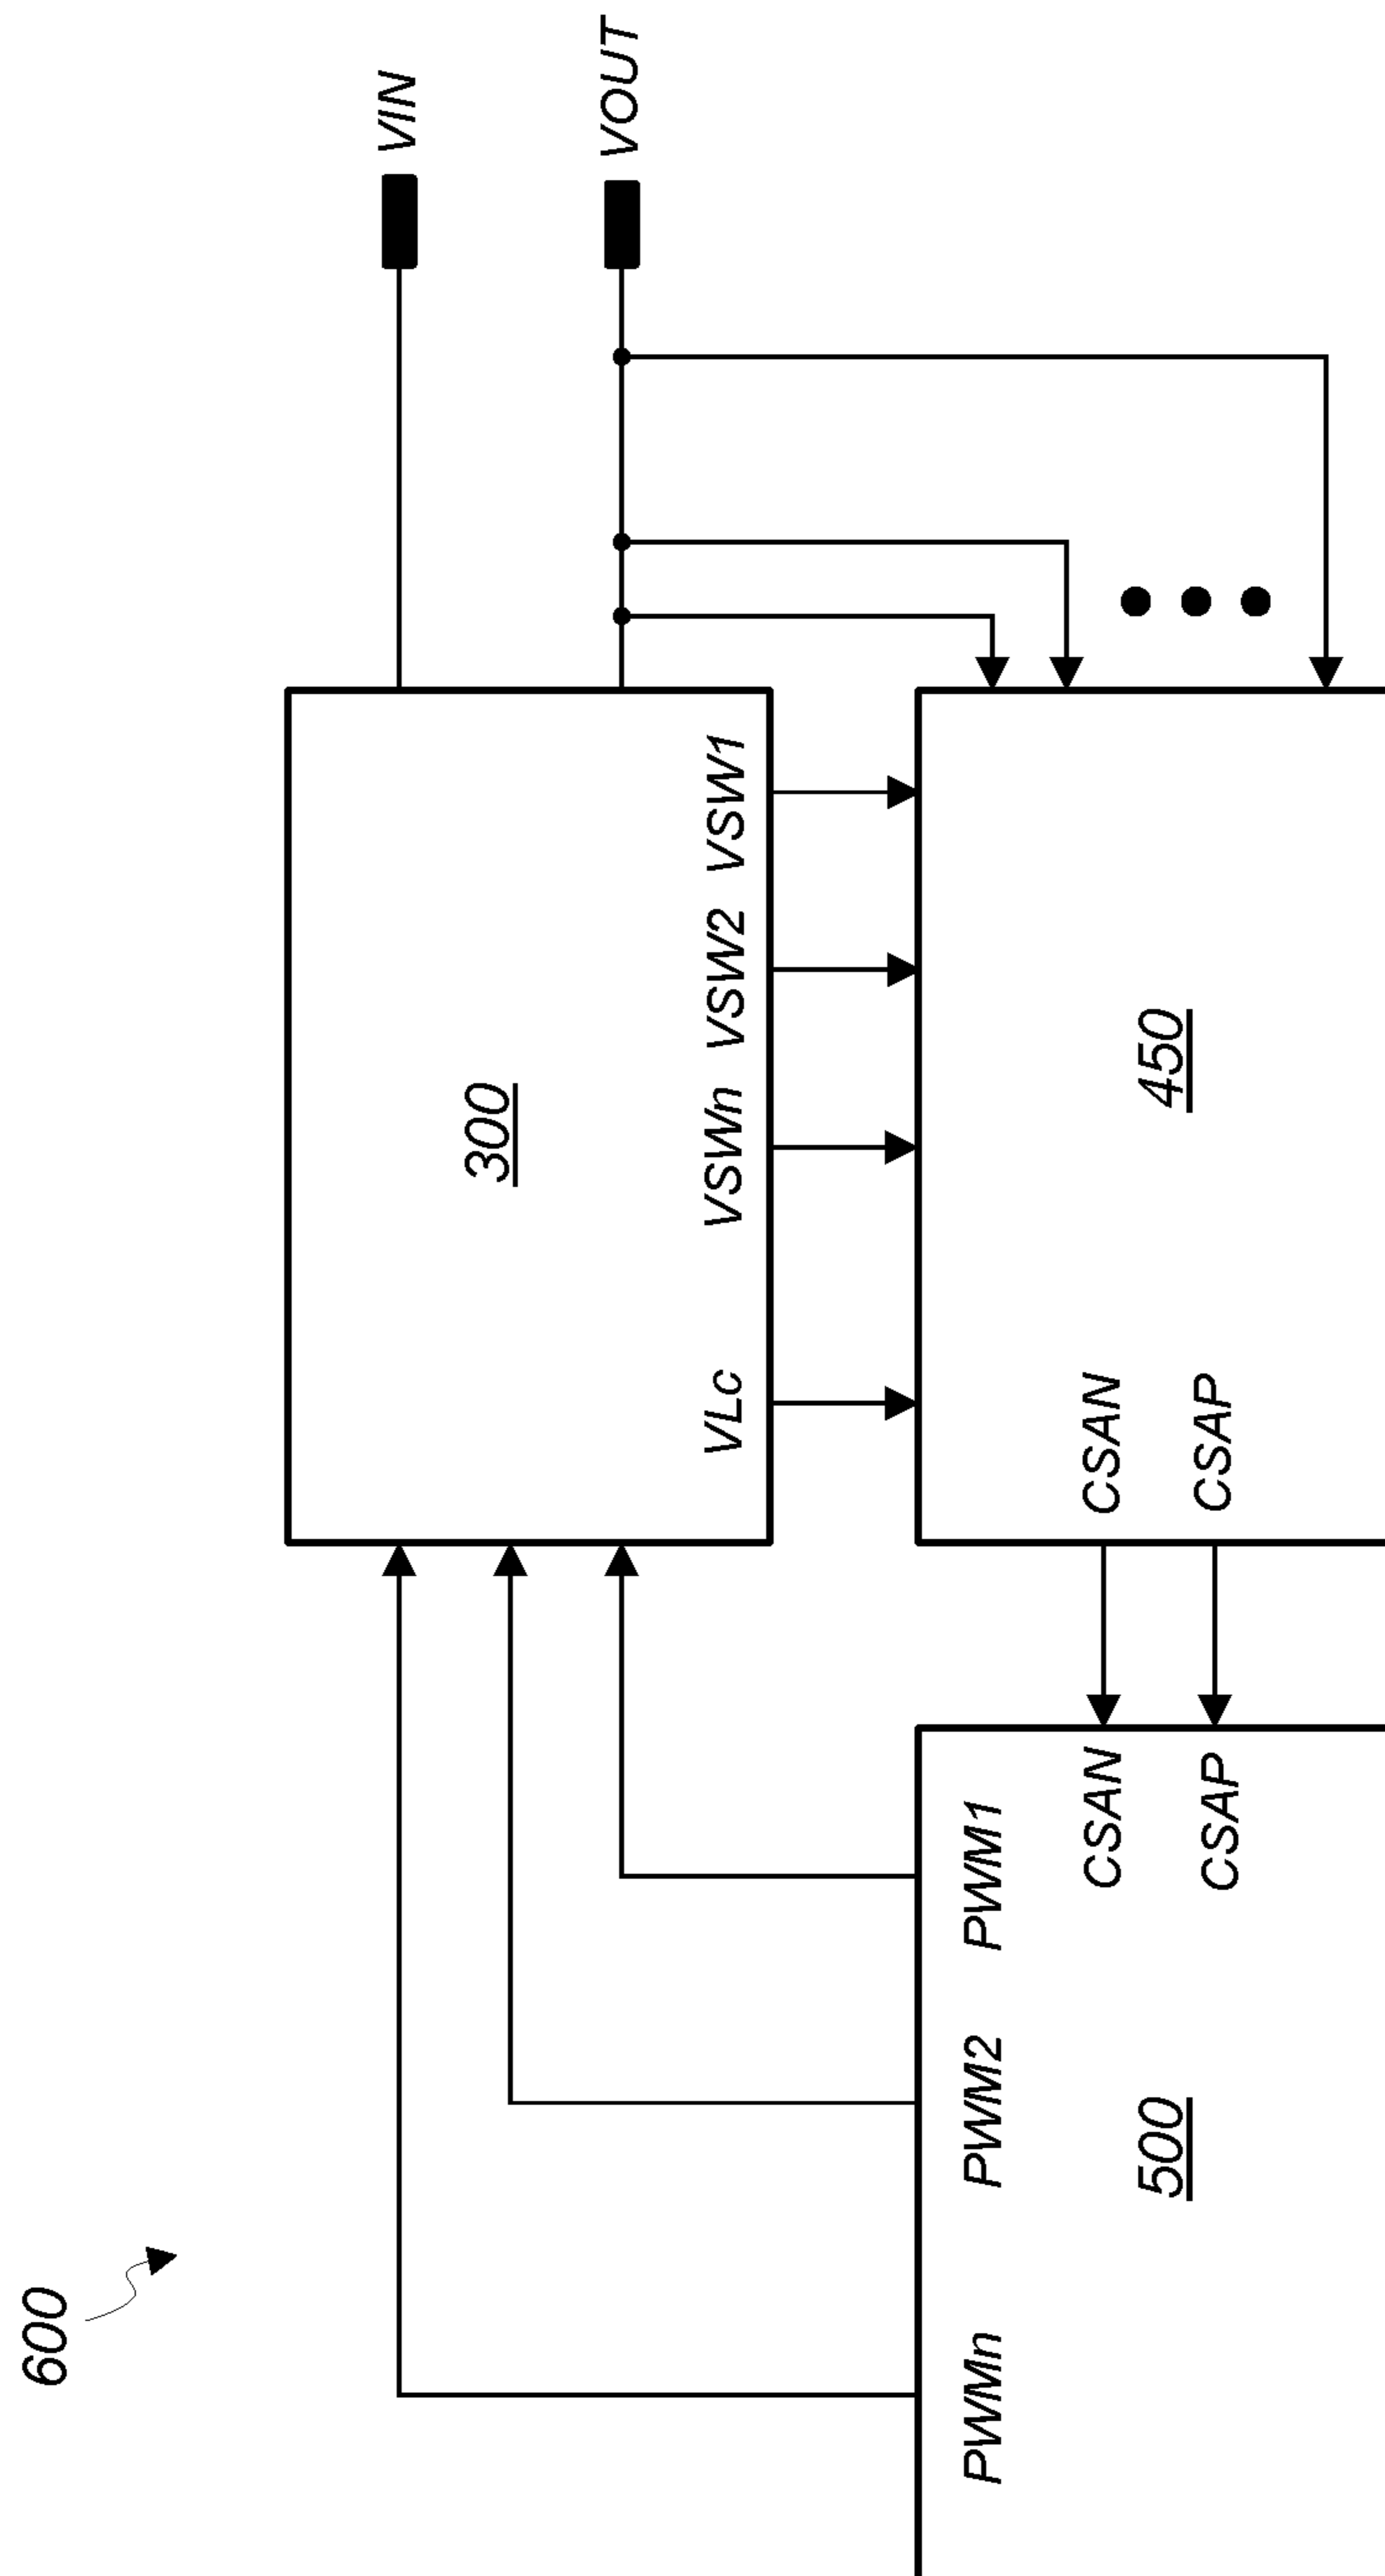 600
VIN
VOUT
300
VLc
VSWn
VSW2
VSW1
PWMn
PWM2
PWM1
CSAN
CSAP
CSAN
CSAP
500
450